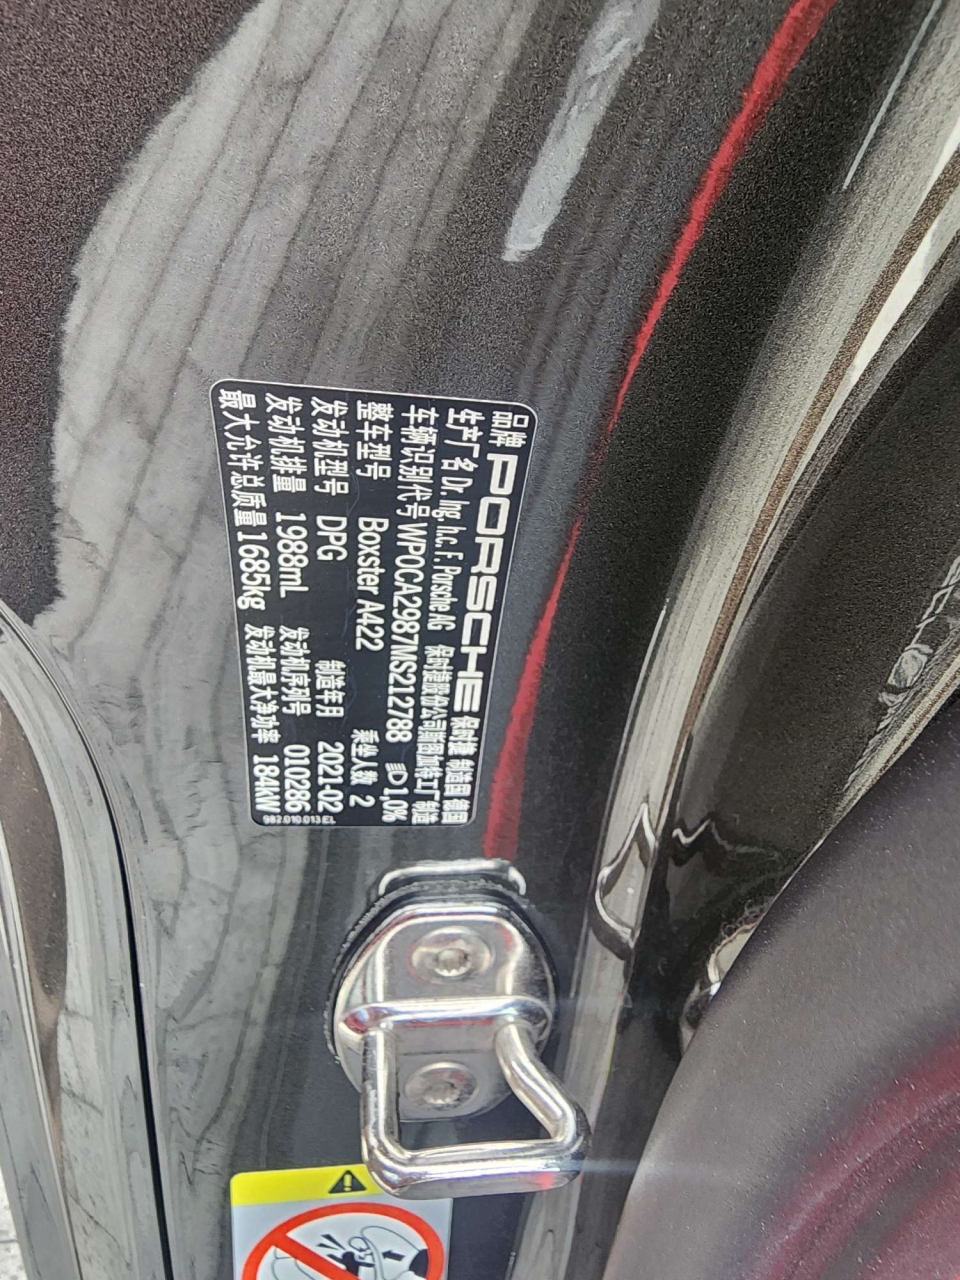 品牌 PORSCHE 保时捷 制造国 德国
生产厂名 Dr. Ing. h.c. F. Porsche AG 保时捷股份公司斯图加特工厂制造
车辆识别代号 WP0CA2987MS212788 1,0%
整车型号 Boxster A422 乘坐人数 2
发动机型号 DPG 制造年月 2021-02
发动机排量 1988mL 发动机序列号 010286
最大允许总质量 1685kg 发动机最大净功率 184kW
982.010.013.EL